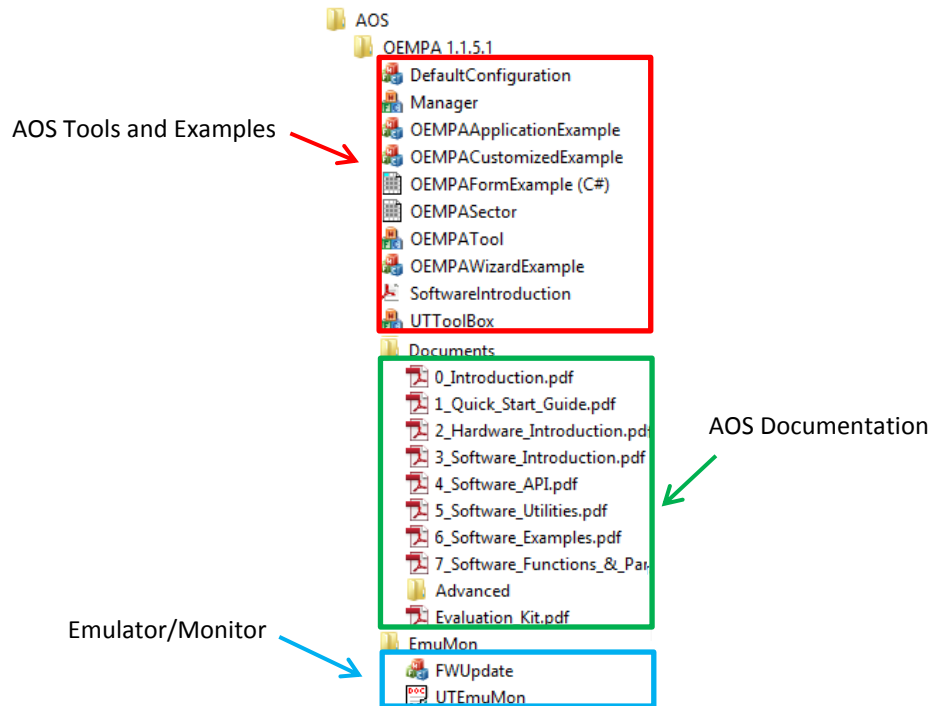 AOS
OEMPA 1.1.5.1
DefaultConfiguration
Manager
AOS Tools and Examples
OEMPAApplicationExample
OEMPACustomizedExample
OEMPAFormExample (C#)
OEMPASector
OEMPATool
OEMPAWizardExample
SoftwareIntroduction
UTToolBox
Documents
0_Introduction.pdf
1_Quick_Start_Guide.pdf
2_Hardware_Introduction.pdf
AOS Documentation
3_Software_Introduction.pdf
4_Software_API.pdf
5_Software_Utilities.pdf
6_Software_Examples.pdf
7_Software_Functions_&_Par
Advanced
Evaluation_Kit.pdf
Emulator/Monitor
EmuMon
FWUpdate
UTEmuMon